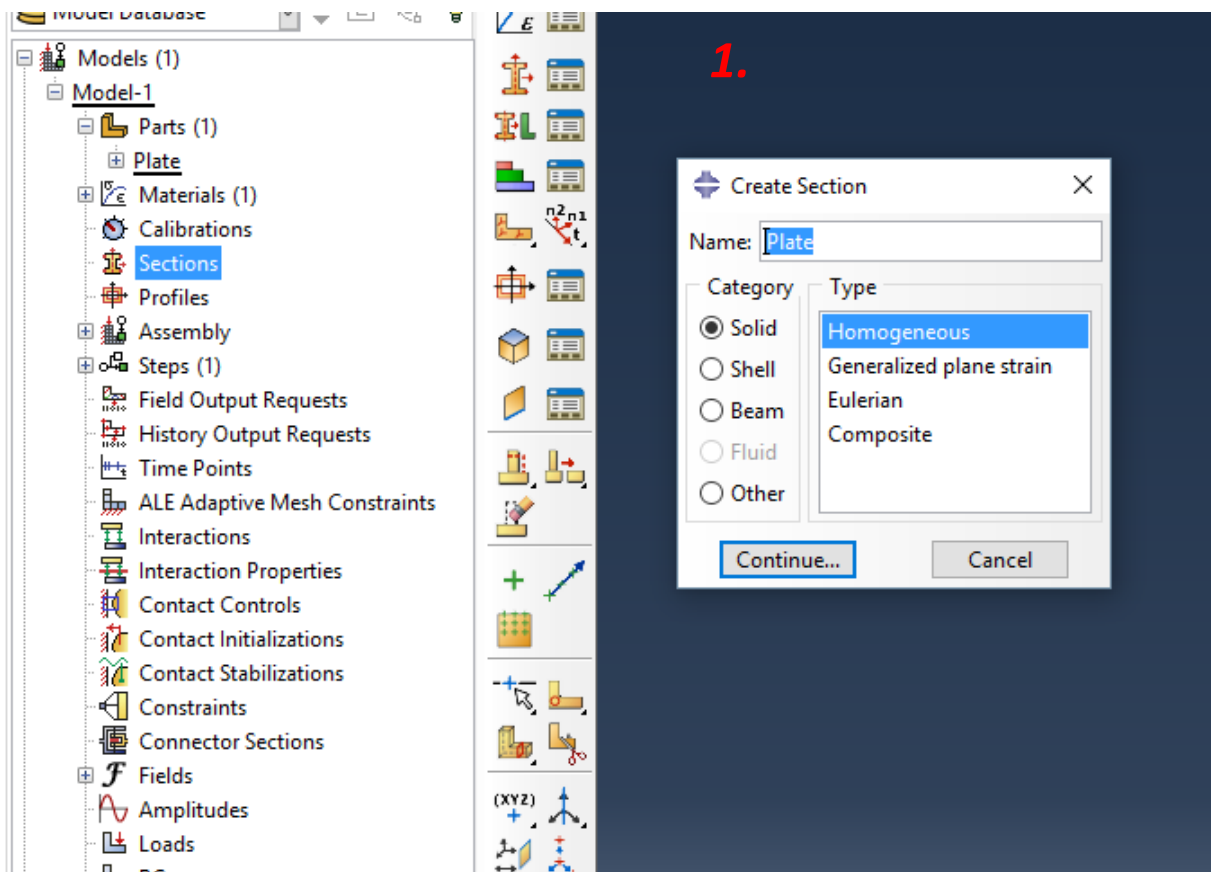 Model Database
Models (1)
Model-1
Parts (1)
Plate
Materials (1)
Calibrations
Sections
Profiles
Assembly
Steps (1)
Field Output Requests
History Output Requests
Time Points
ALE Adaptive Mesh Constraints
Interactions
Interaction Properties
Contact Controls
Contact Initializations
Contact Stabilizations
Constraints
Connector Sections
Fields
Amplitudes
Loads
ε
n2 n1
t
(XYZ)
1.
Create Section
Name: Plate
Category
Solid
Shell
Beam
Fluid
Other
Type
Homogeneous
Generalized plane strain
Eulerian
Composite
Continue...
Cancel